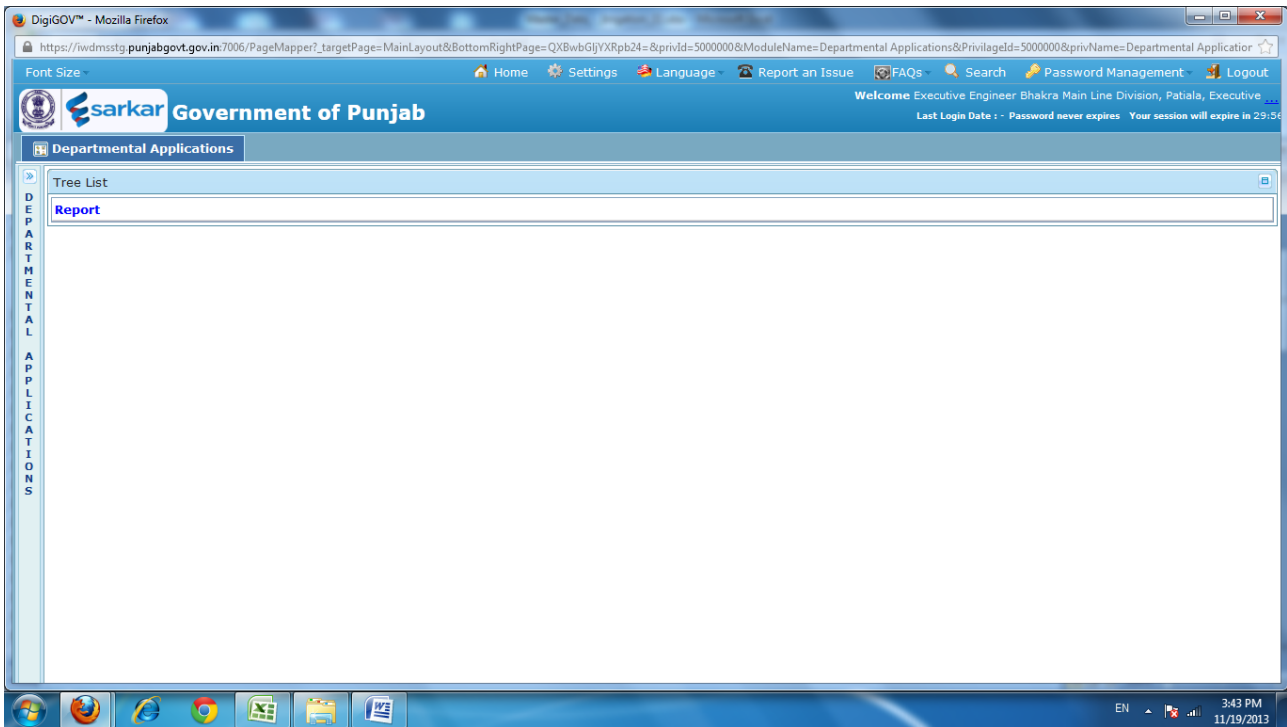 DigiGOV™ - Mozilla Firefox
https://iwdmsstg.punjabgovt.gov.in:7006/PageMapper?_targetPage=MainLayout&BottomRightPage=QXBwbGljYXRpb24=&privId=5000000&ModuleName=Departmental Applications&PrivilageId=5000000&privName=Departmental Application
Font Size Home Settings Language Report an Issue FAQs Search Password Management Logout
esarkar Government of Punjab
Welcome Executive Engineer Bhakra Main Line Division, Patiala, Executive ...
Last Login Date : - Password never expires Your session will expire in 29:56
Departmental Applications
Tree List
Report
DEPARTMENTAL APPLICATIONS
EN 3:43 PM
11/19/2013